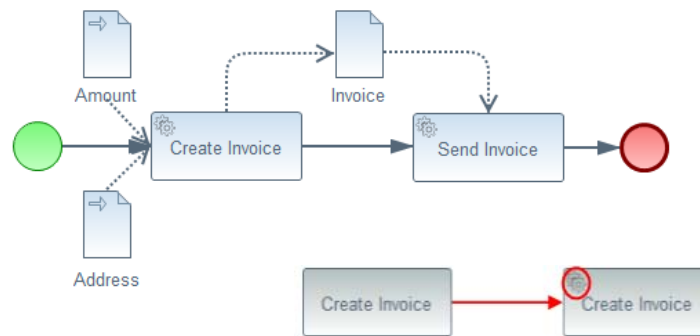 Amount
Invoice
Create Invoice
Send Invoice
Address
Create Invoice
Create Invoice